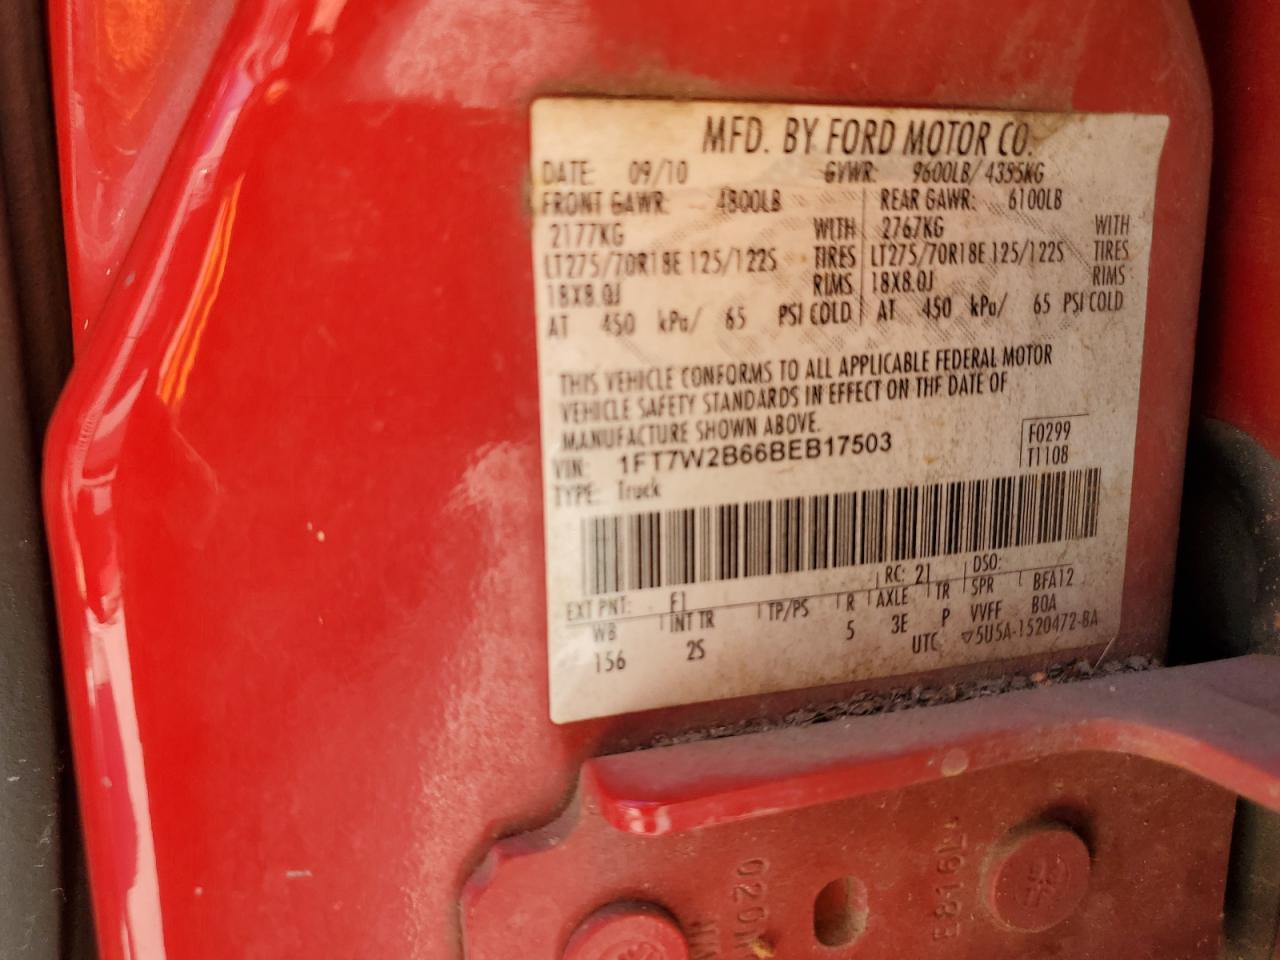 MFD. BY FORD MOTOR CO.
DATE: 09/10 GVWR: 9600LB/ 4355KG
FRONT GAWR: 4800LB REAR GAWR: 6100LB
2177KG WITH 2767KG WITH
LT275/70R18E 125/122S TIRES LT275/70R18E 125/122S TIRES
18X8.0J RIMS 18X8.0J RIMS
AT 450 kPa/ 65 PSI COLD AT 450 kPa/ 65 PSI COLD
THIS VEHICLE CONFORMS TO ALL APPLICABLE FEDERAL MOTOR
VEHICLE SAFETY STANDARDS IN EFFECT ON THE DATE OF
MANUFACTURE SHOWN ABOVE.
VIN: 1FT7W2B66BEB17503 F0299
TYPE: Truck T1108
EXT PNT: F1 RC: 21 DSO:
WB INT TR TP/PS R AXLE TR SPR BFA12
156 2S 5 3E P VVFF BOA
UTC ▽5U5A-1520472-BA
E816L